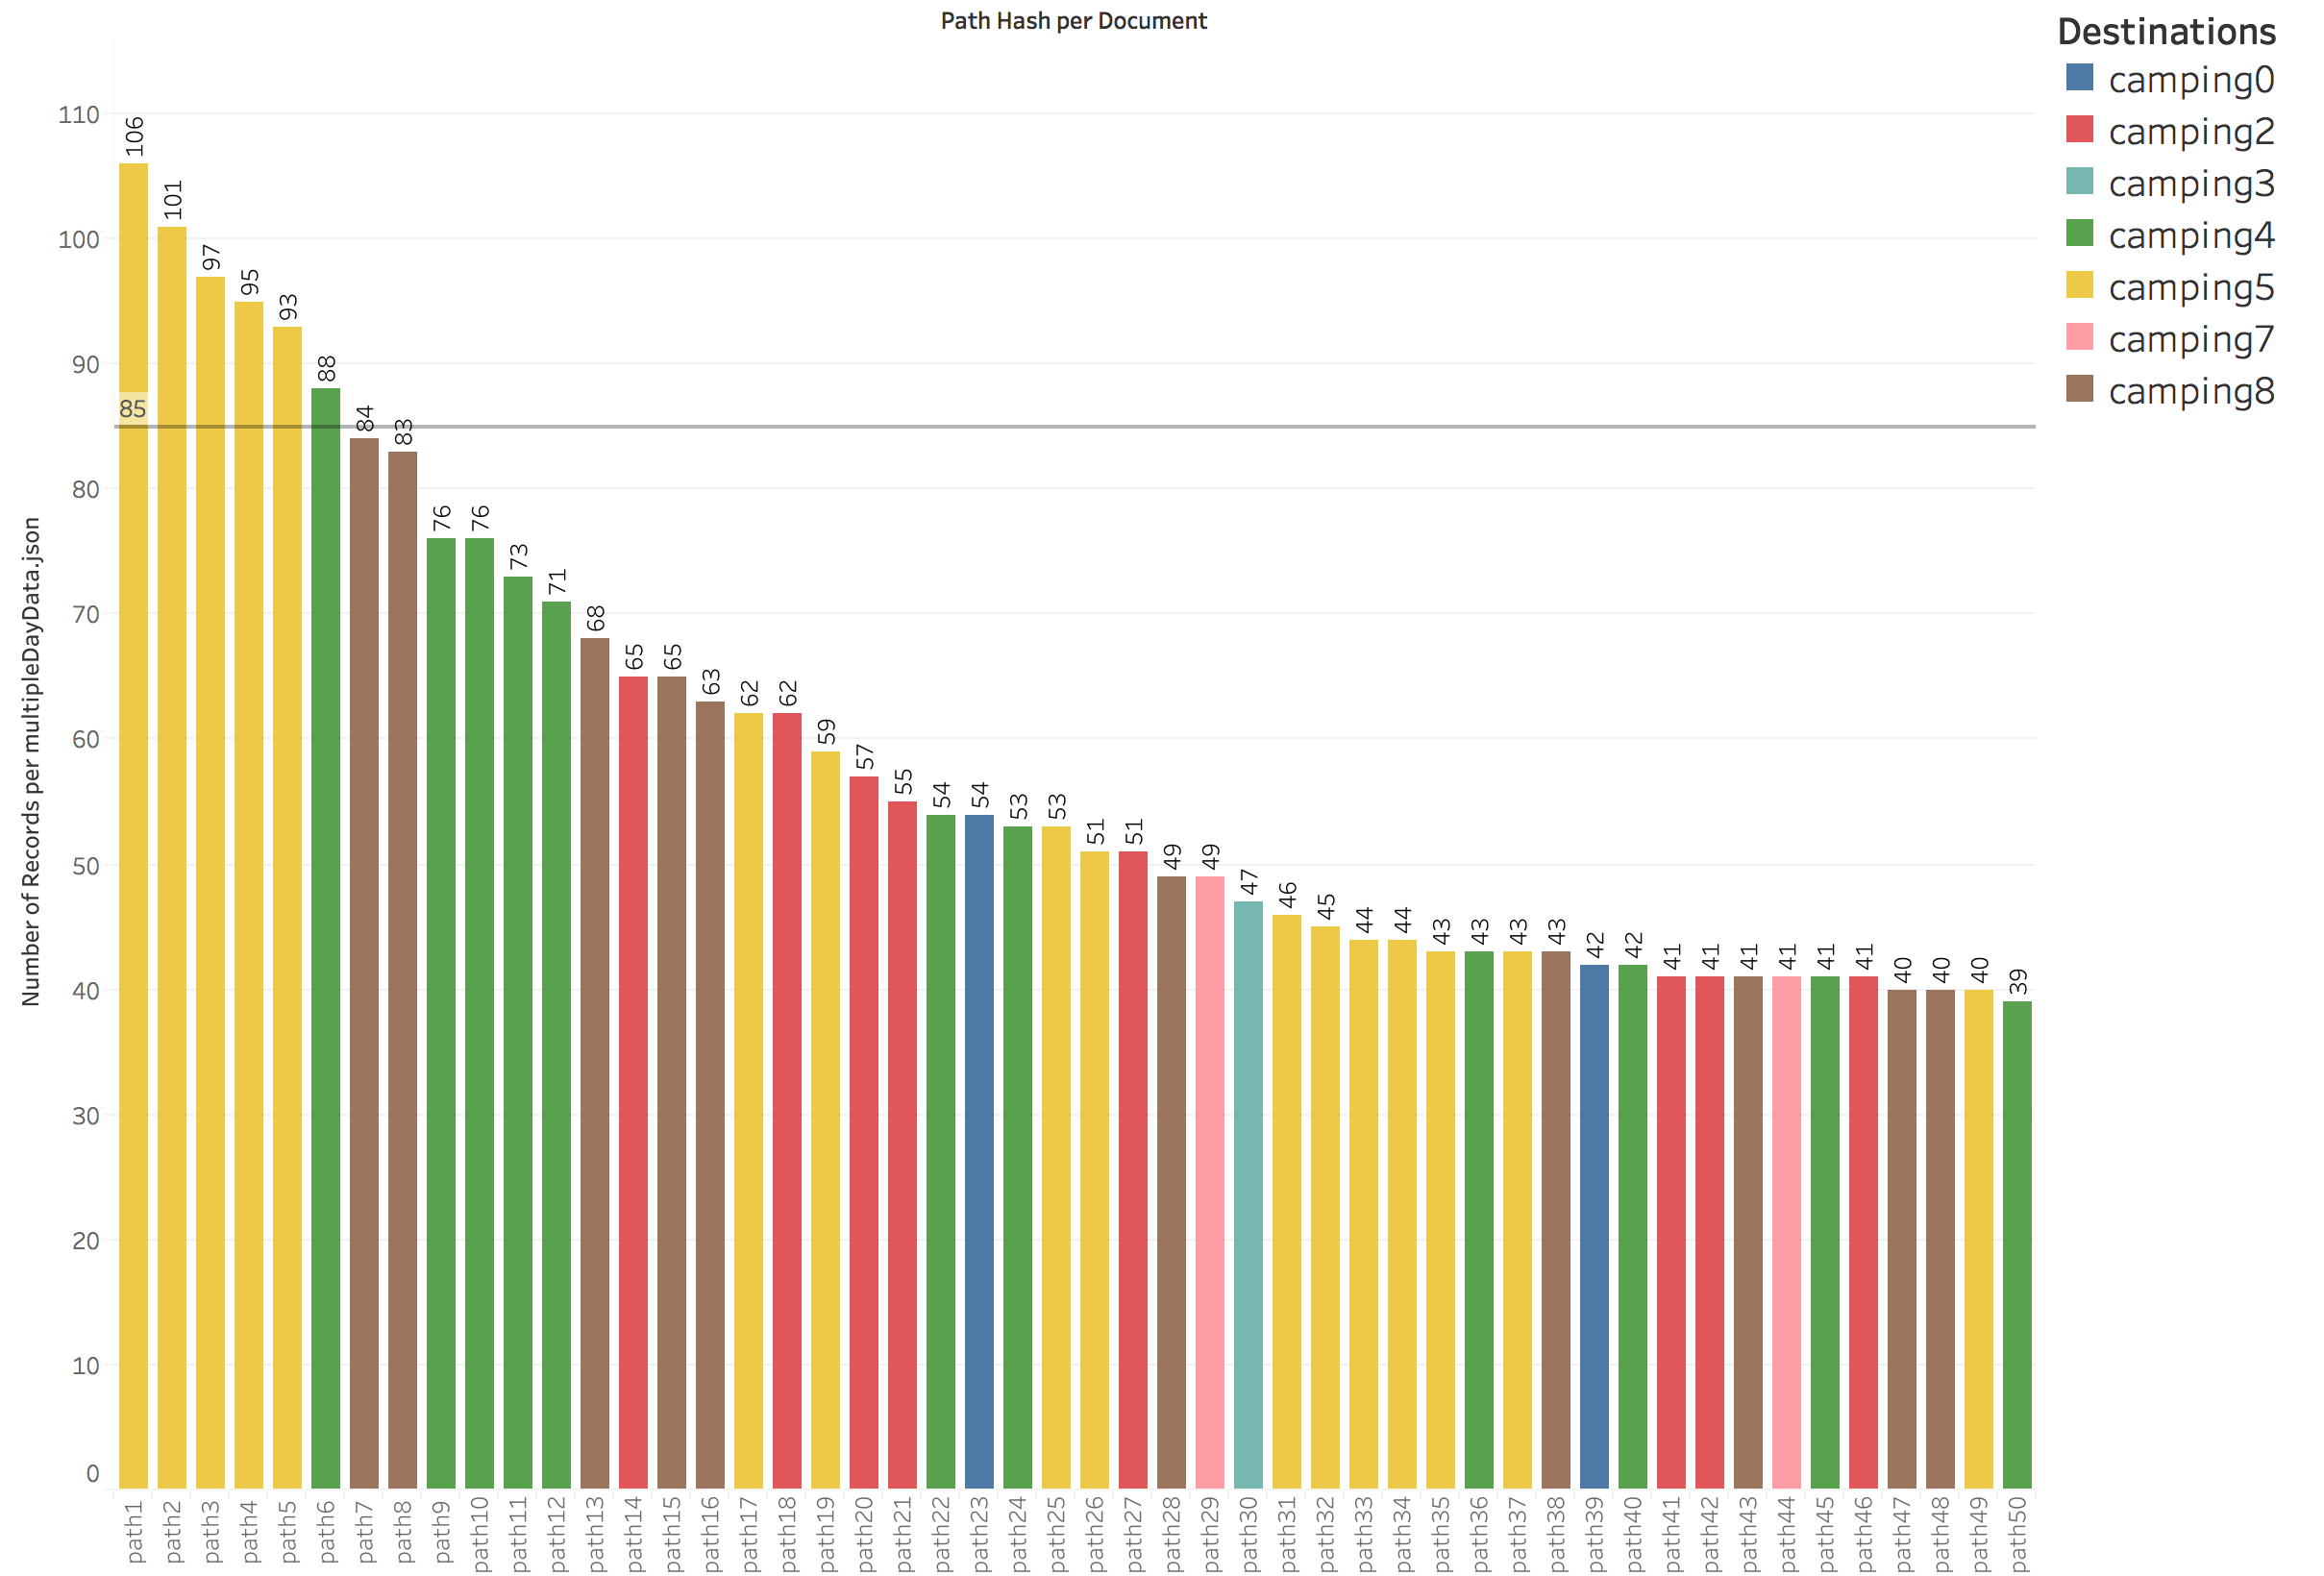 Path Hash per Document
Destinations
camping0
camping2
camping3
camping4
camping5
camping7
camping8
Number of Records per multipleDayData.json
110
100
90
80
70
60
50
40
30
20
10
0
85
106
101
97
95
93
88
84
83
76
76
73
71
68
65
65
63
62
62
59
57
55
54
54
53
53
51
51
49
49
47
46
45
44
44
43
43
43
43
42
42
41
41
41
41
41
41
40
40
40
39
path1
path2
path3
path4
path5
path6
path7
path8
path9
path10
path11
path12
path13
path14
path15
path16
path17
path18
path19
path20
path21
path22
path23
path24
path25
path26
path27
path28
path29
path30
path31
path32
path33
path34
path35
path36
path37
path38
path39
path40
path41
path42
path43
path44
path45
path46
path47
path48
path49
path50